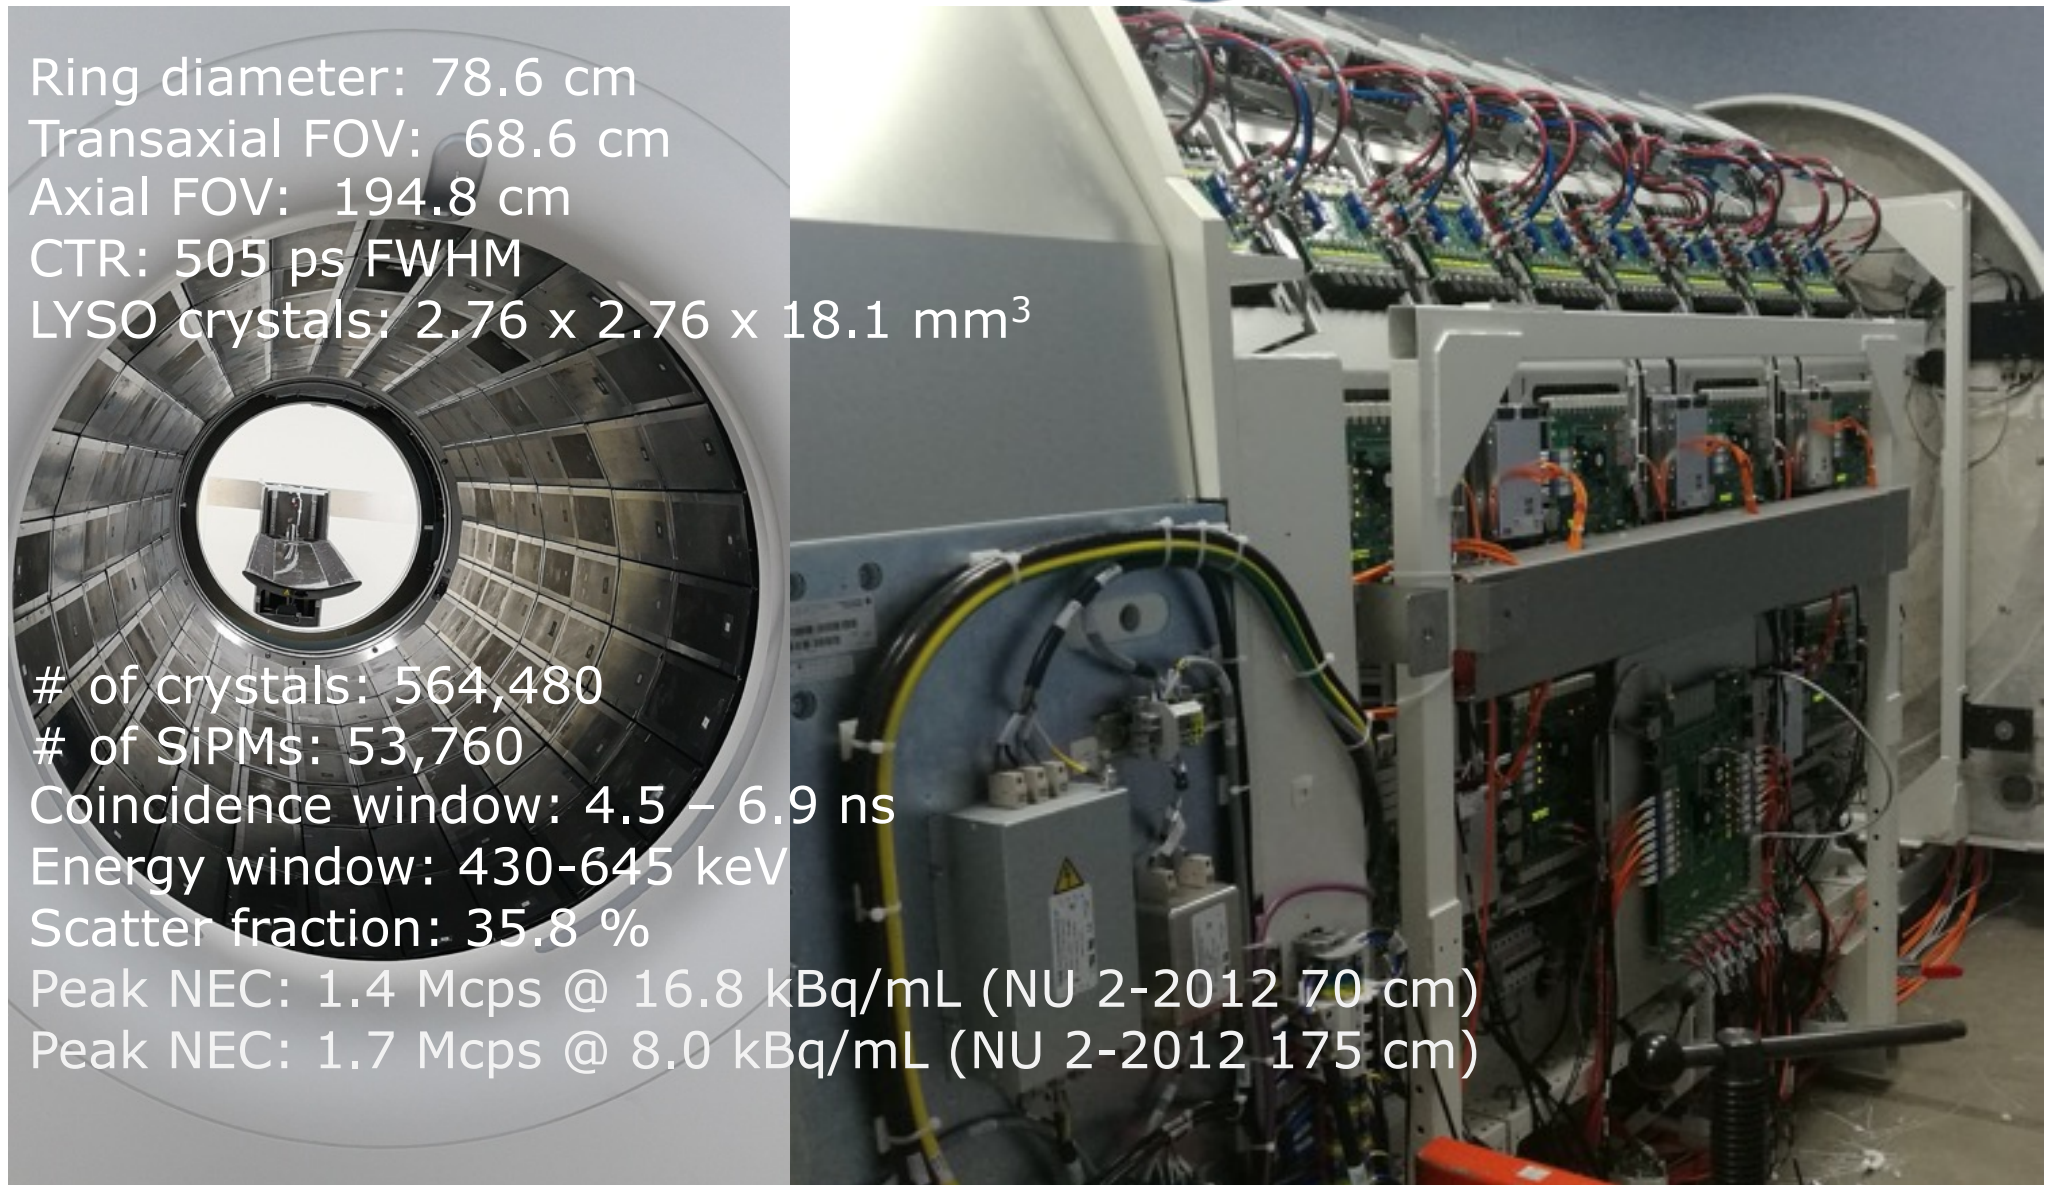 Ring diameter: 78.6 cm
Transaxial FOV:  68.6 cm
Axial FOV:  194.8 cm
CTR: 505 ps FWHM
LYSO crystals: 2.76 x 2.76 x 18.1 mm³
# of crystals: 564,480
# of SiPMs: 53,760
Coincidence window: 4.5 – 6.9 ns
Energy window: 430-645 keV
Scatter fraction: 35.8 %
Peak NEC: 1.4 Mcps @ 16.8 kBq/mL (NU 2-2012 70 cm)
Peak NEC: 1.7 Mcps @ 8.0 kBq/mL (NU 2-2012 175 cm)